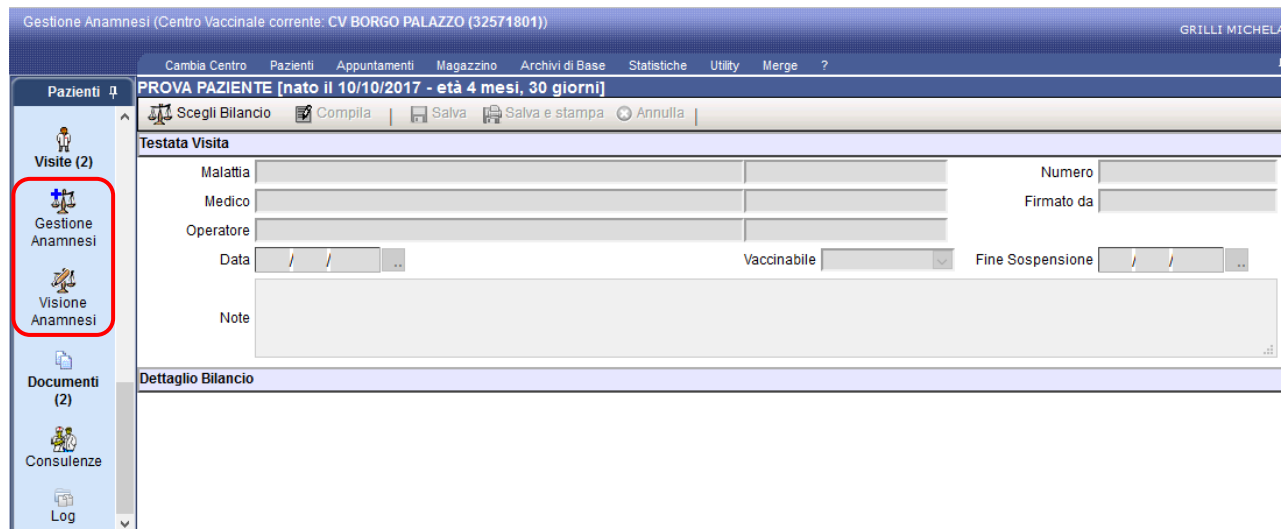 Gestione Anamnesi (Centro Vaccinale corrente: CV BORGO PALAZZO (32571801))
GRILLI MICHELA
Cambia Centro Pazienti Appuntamenti Magazzino Archivi di Base Statistiche Utility Merge ?
Pazienti
PROVA PAZIENTE [nato il 10/10/2017 - età 4 mesi, 30 giorni]
Scegli Bilancio Compila Salva Salva e stampa Annulla
Testata Visita
Visite (2)
Gestione
Anamnesi
Visione
Anamnesi
Documenti
(2)
Consulenze
Log
Malattia Numero
Medico Firmato da
Operatore
Data / / .. Vaccinabile Fine Sospensione / / ..
Note
Dettaglio Bilancio